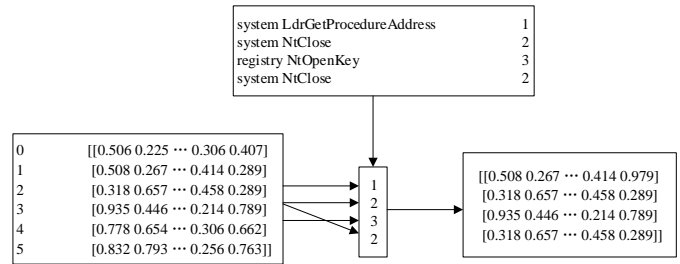 system LdrGetProcedureAddress 1
system NtClose 2
registry NtOpenKey 3
system NtClose 2
0 [[0.506 0.225 ⋯ 0.306 0.407]
1 [0.508 0.267 ⋯ 0.414 0.289]
2 [0.318 0.657 ⋯ 0.458 0.289]
3 [0.935 0.446 ⋯ 0.214 0.789]
4 [0.778 0.654 ⋯ 0.306 0.662]
5 [0.832 0.793 ⋯ 0.256 0.763]]
1
2
3
2
[[0.508 0.267 ⋯ 0.414 0.979]
[0.318 0.657 ⋯ 0.458 0.289]
[0.935 0.446 ⋯ 0.214 0.789]
[0.318 0.657 ⋯ 0.458 0.289]]